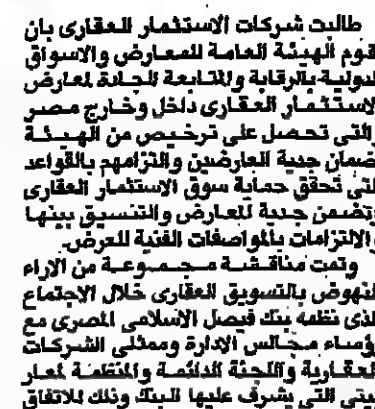 طالبت شركات الاستثمار العقارى بان
تقوم الهيئة العامة للمعارض والاسواق
الدولية بالرقابة والمتابعة الجادة لمعارض
الاستثمار العقارى داخل وخارج مصر
والتى تحصل على ترخيص من الهيئة
لضمان جدية العارضين والتزامهم بالقواعد
التى تحقق حماية سوق الاستثمار العقارى
وتضمن جدية المعارض والتنسيق بينها
والالتزامات بالمواصفات الفنية للعرض.
وتمت مناقشة مجموعة من الاراء
للنهوض بالتسويق العقارى خلال الاجتماع
الذى نظمه بنك فيصل الاسلامى المصرى مع
رؤساء مجالس الادارة وممثلى الشركات
العقارية واللجنة الدائمة والمنظمة لمعارض
بيتى التى يشرف عليها البنك وذلك للاتفاق